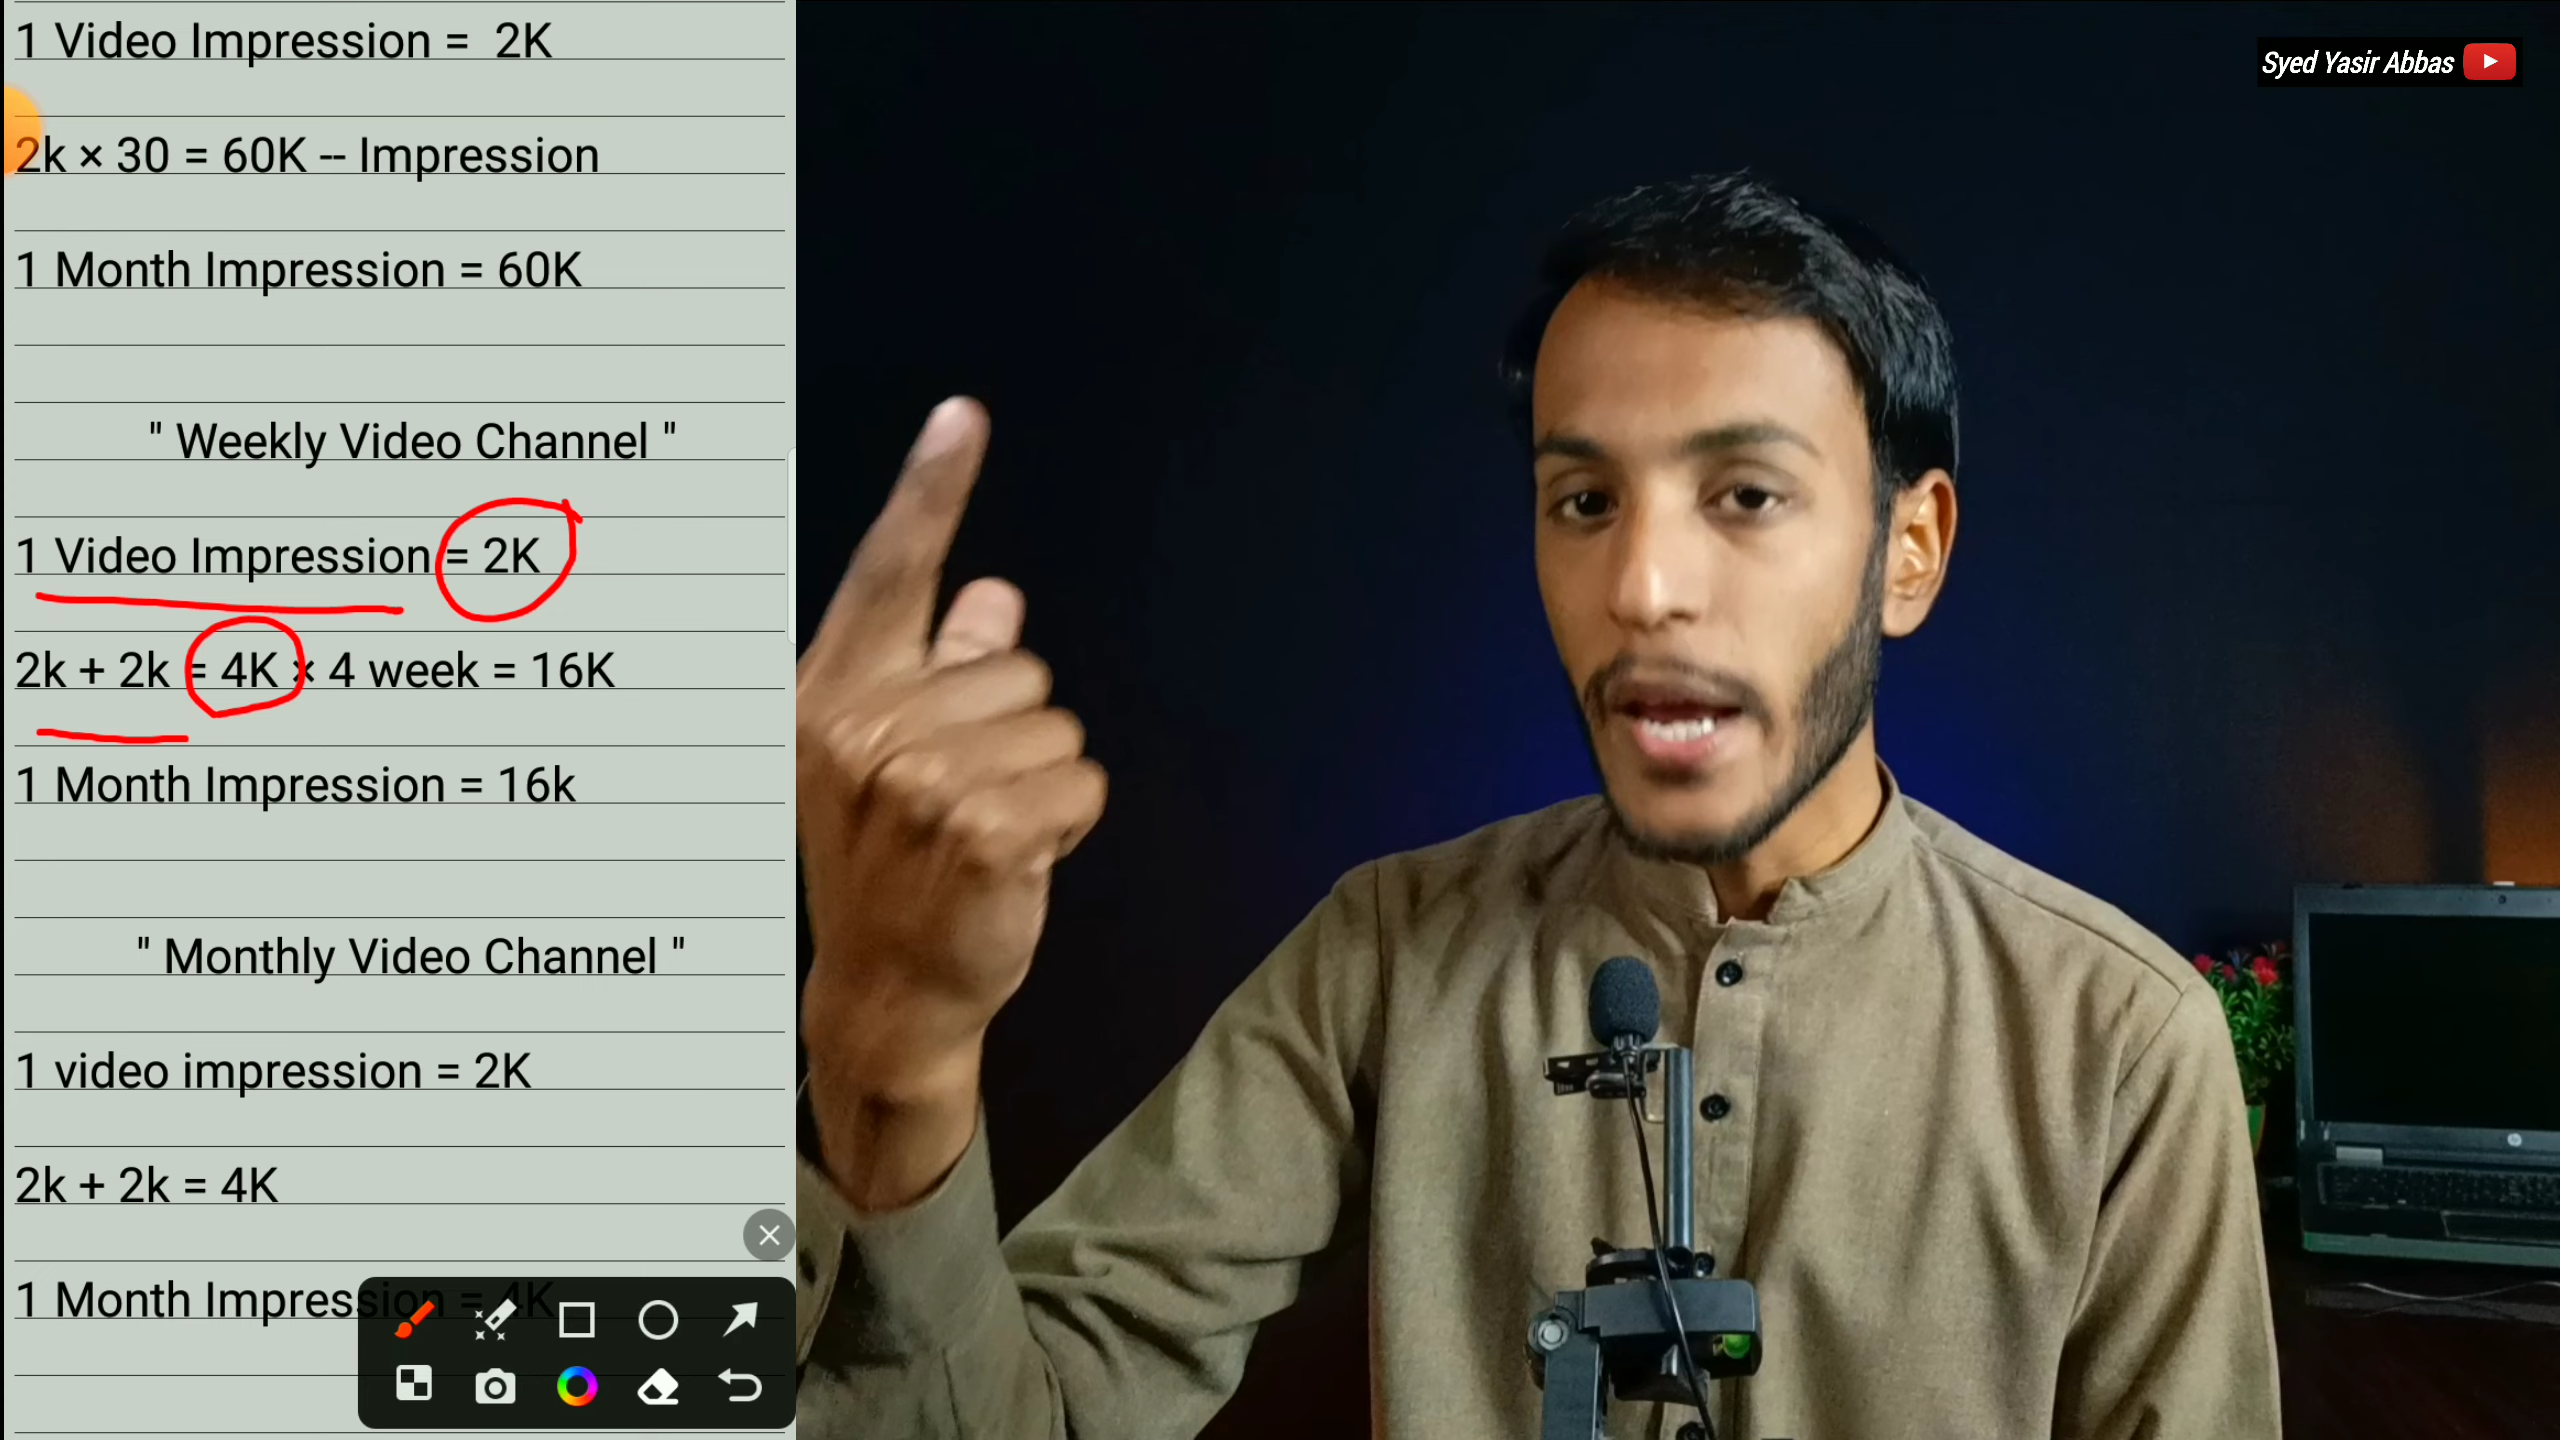 1 Video Impression = 2K
2k × 30 = 60K -- Impression
1 Month Impression = 60K
" Weekly Video Channel "
1 Video Impression = 2K
2k + 2k = 4K × 4 week = 16K
1 Month Impression = 16k
" Monthly Video Channel "
1 video impression = 2K
2k + 2k = 4K
1 Month Impression = 4K
Syed Yasir Abbas
hp